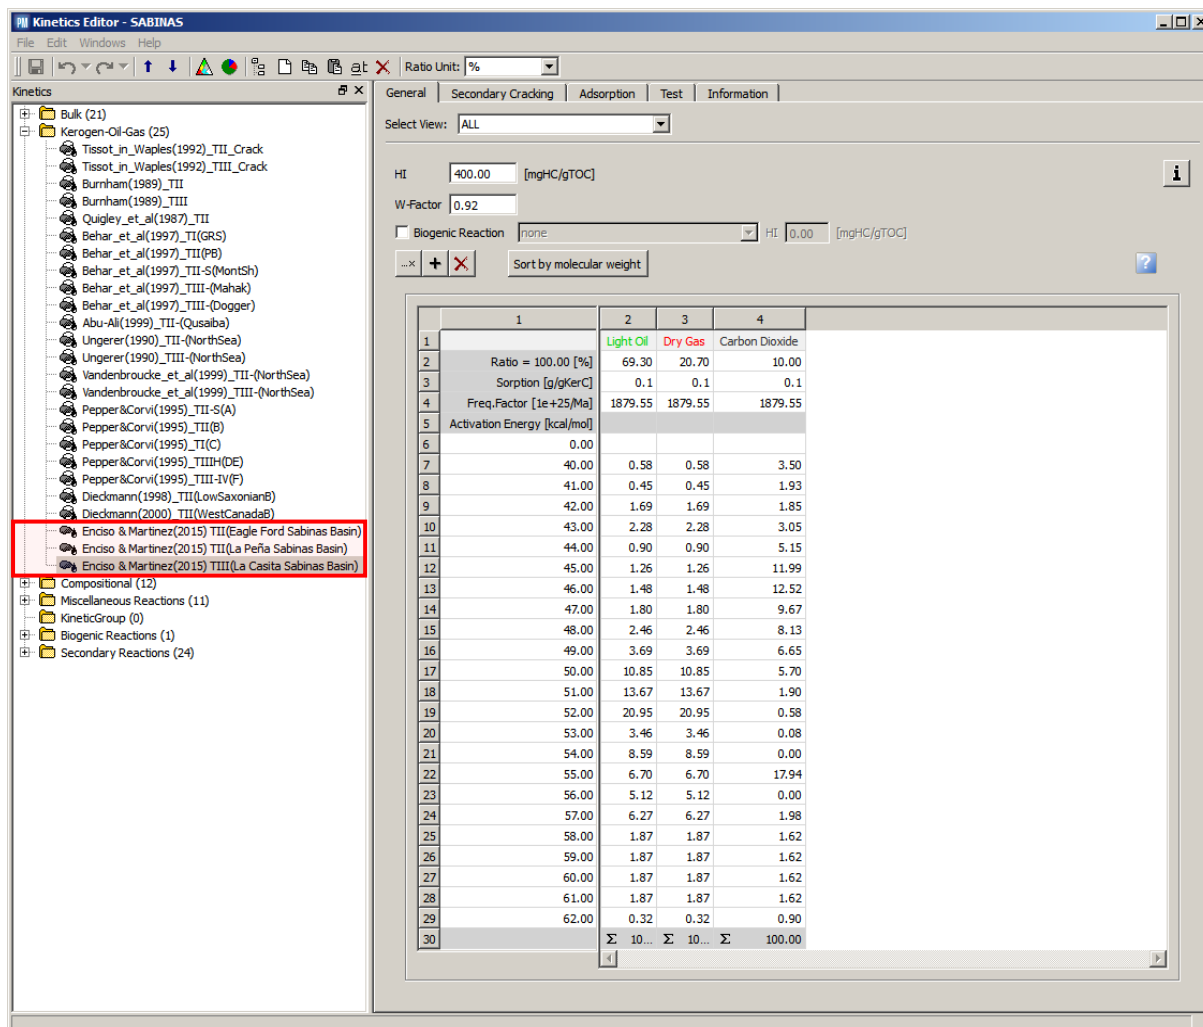 PM Kinetics Editor - SABINAS
File Edit Windows Help
at Ratio Unit: %
Kinetics
Bulk (21)
Kerogen-Oil-Gas (25)
Tissot_in_Waples(1992)_TII_Crack
Tissot_in_Waples(1992)_TIII_Crack
Burnham(1989)_TII
Burnham(1989)_TIII
Quigley_et_al(1987)_TII
Behar_et_al(1997)_TI(GRS)
Behar_et_al(1997)_TII(PB)
Behar_et_al(1997)_TII-S(MontSh)
Behar_et_al(1997)_TIII-(Mahak)
Behar_et_al(1997)_TIII-(Dogger)
Abu-Ali(1999)_TII-(Qusaiba)
Ungerer(1990)_TII-(NorthSea)
Ungerer(1990)_TIII-(NorthSea)
Vandenbroucke_et_al(1999)_TII-(NorthSea)
Vandenbroucke_et_al(1999)_TIII-(NorthSea)
Pepper&Corvi(1995)_TII-S(A)
Pepper&Corvi(1995)_TII(B)
Pepper&Corvi(1995)_TI(C)
Pepper&Corvi(1995)_TIIIH(DE)
Pepper&Corvi(1995)_TIII-IV(F)
Dieckmann(1998)_TII(LowSaxonianB)
Dieckmann(2000)_TII(WestCanadaB)
Enciso & Martinez(2015) TII(Eagle Ford Sabinas Basin)
Enciso & Martinez(2015) TII(La Peña Sabinas Basin)
Enciso & Martinez(2015) TIII(La Casita Sabinas Basin)
Compositional (12)
Miscellaneous Reactions (11)
KineticGroup (0)
Biogenic Reactions (1)
Secondary Reactions (24)
General Secondary Cracking Adsorption Test Information
Select View: ALL
HI 400.00 [mgHC/gTOC] i
W-Factor 0.92
Biogenic Reaction none HI 0.00 [mgHC/gTOC]
...x + Sort by molecular weight ?
1 2 3 4
1 Light Oil Dry Gas Carbon Dioxide
2 Ratio = 100.00 [%] 69.30 20.70 10.00
3 Sorption [g/gKerC] 0.1 0.1 0.1
4 Freq.Factor [1e+25/Ma] 1879.55 1879.55 1879.55
5 Activation Energy [kcal/mol]
6 0.00
7 40.00 0.58 0.58 3.50
8 41.00 0.45 0.45 1.93
9 42.00 1.69 1.69 1.85
10 43.00 2.28 2.28 3.05
11 44.00 0.90 0.90 5.15
12 45.00 1.26 1.26 11.99
13 46.00 1.48 1.48 12.52
14 47.00 1.80 1.80 9.67
15 48.00 2.46 2.46 8.13
16 49.00 3.69 3.69 6.65
17 50.00 10.85 10.85 5.70
18 51.00 13.67 13.67 1.90
19 52.00 20.95 20.95 0.58
20 53.00 3.46 3.46 0.08
21 54.00 8.59 8.59 0.00
22 55.00 6.70 6.70 17.94
23 56.00 5.12 5.12 0.00
24 57.00 6.27 6.27 1.98
25 58.00 1.87 1.87 1.62
26 59.00 1.87 1.87 1.62
27 60.00 1.87 1.87 1.62
28 61.00 1.87 1.87 1.62
29 62.00 0.32 0.32 0.90
30 Σ 10... Σ 10... Σ 100.00